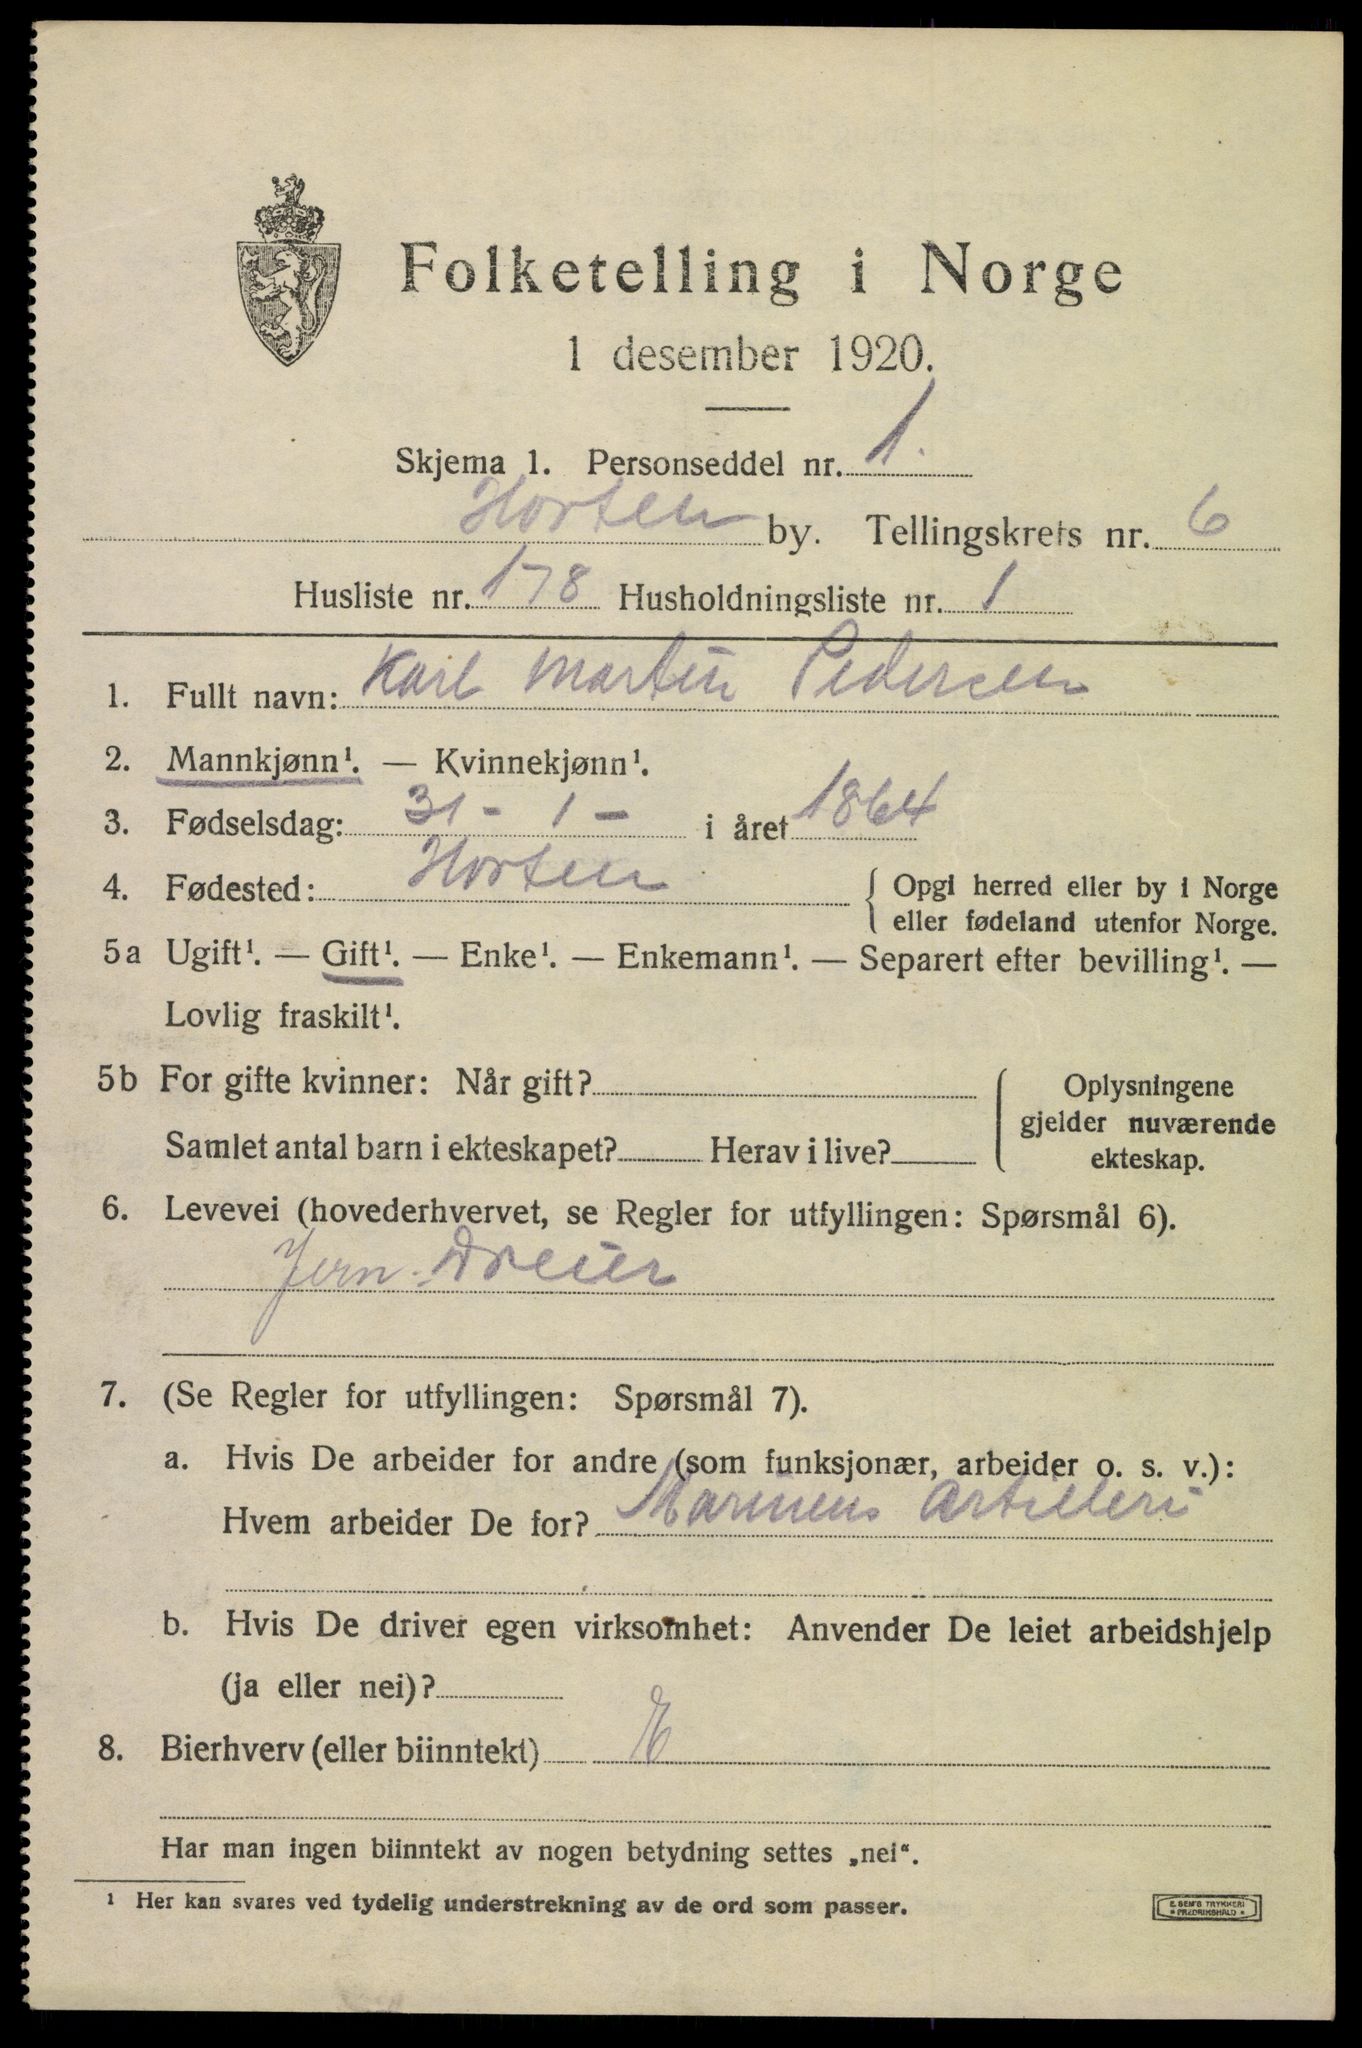 Folketelling i Norge
1 desember 1920.
Skjema 1. Personseddel nr. 1.
Horten by. Tellingskrets nr. 6
Husliste nr. 178 Husholdningsliste nr. 1
1. Fullt navn: Karl Martin Pedersen
2. Mannkjønn¹. — Kvinnekjønn¹.
3. Fødselsdag: 31 - 1 - i året 1864
4. Fødested: Horten { Opgi herred eller by i Norge
eller fødeland utenfor Norge.
5a Ugift¹. — Gift¹. — Enke¹. — Enkemann¹. — Separert efter bevilling¹. —
Lovlig fraskilt¹.
5b For gifte kvinner: Når gift? Oplysningene
gjelder nuværende
Samlet antal barn i ekteskapet? Herav i live? ekteskap.
6. Levevei (hovederhvervet, se Regler for utfyllingen: Spørsmål 6).
Jern-Dreier
7. (Se Regler for utfyllingen: Spørsmål 7).
a. Hvis De arbeider for andre (som funksjonær, arbeider o. s. v.):
Hvem arbeider De for? Marinens Artilleri
b. Hvis De driver egen virksomhet: Anvender De leiet arbeidshjelp
(ja eller nei)?
8. Bierhverv (eller biinntekt)
Har man ingen biinntekt av nogen betydning settes „nei“.
¹ Her kan svares ved tydelig understrekning av de ord som passer.
E. SEM'S TRYKKERI
* FREDRIKSHALD *